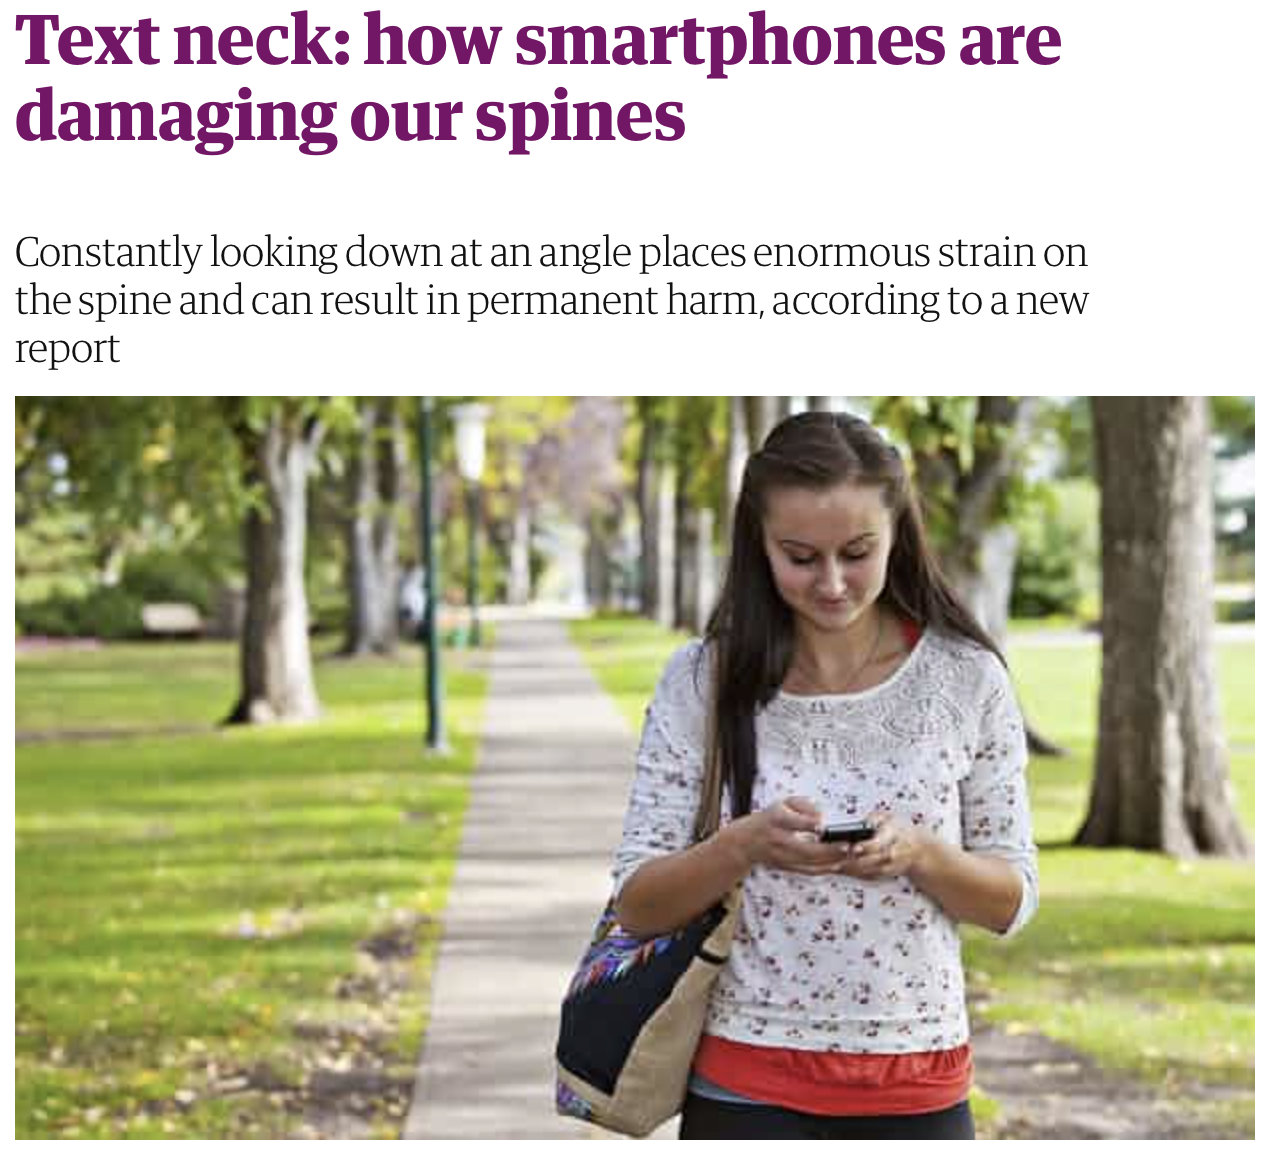 Text neck: how smartphones are
damaging our spines
Constantly looking down at an angle places enormous strain on
the spine and can result in permanent harm, according to a new
report